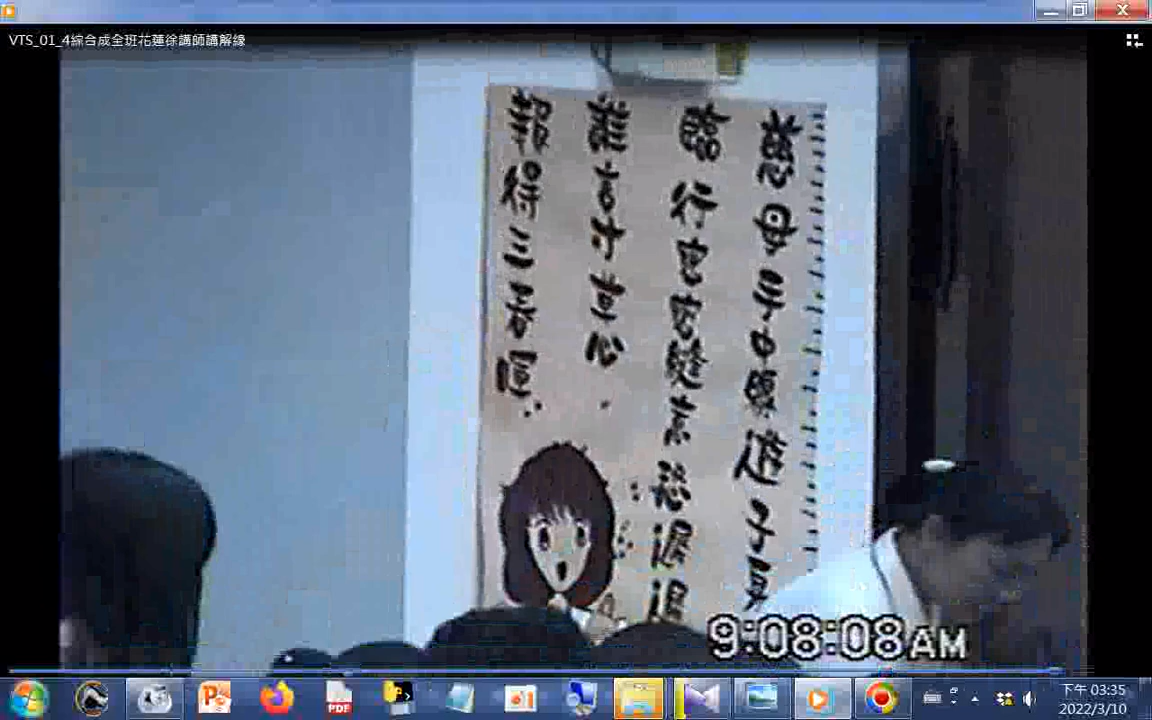 VTS_01_4綜合成全班花蓮徐講師講解緣
慈母手中線遊子身
臨行密密縫意恐遲遲
誰言寸草心
報得三春暉
9:08:08AM
PDF
下午 03:35
2022/3/10